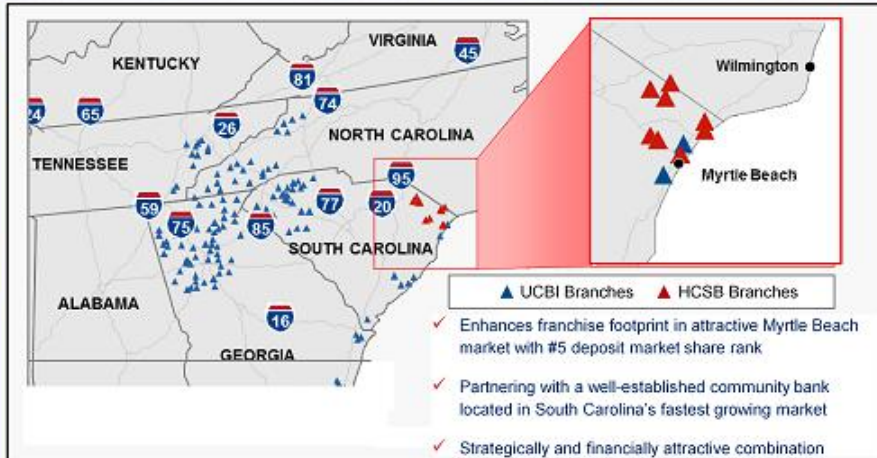 VIRGINIA
45
KENTUCKY
81
74
24
65
26
NORTH CAROLINA
TENNESSEE
95
59
77
20
75
85
SOUTH CAROLINA
ALABAMA
16
GEORGIA
Wilmington
Myrtle Beach
UCBI Branches
HCSB Branches
Enhances franchise footprint in attractive Myrtle Beach
market with #5 deposit market share rank
Partnering with a well-established community bank
located in South Carolina's fastest growing market
Strategically and financially attractive combination